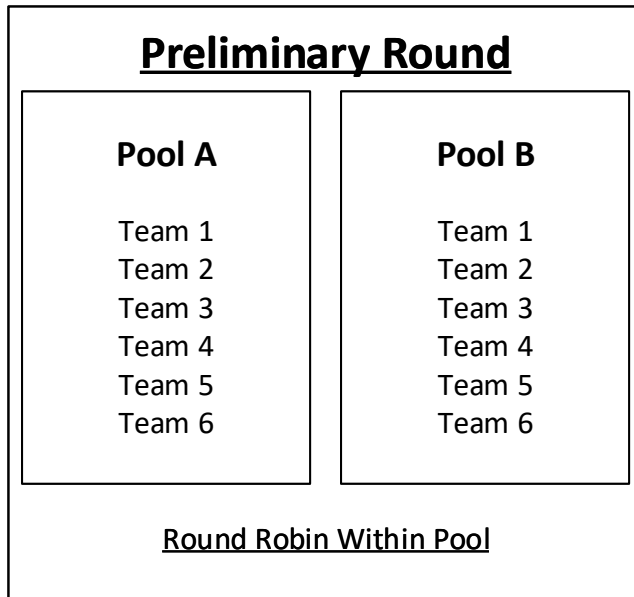 Preliminary Round
Pool A
Team 1
Team 2
Team 3
Team 4
Team 5
Team 6
Pool B
Team 1
Team 2
Team 3
Team 4
Team 5
Team 6
Round Robin Within Pool